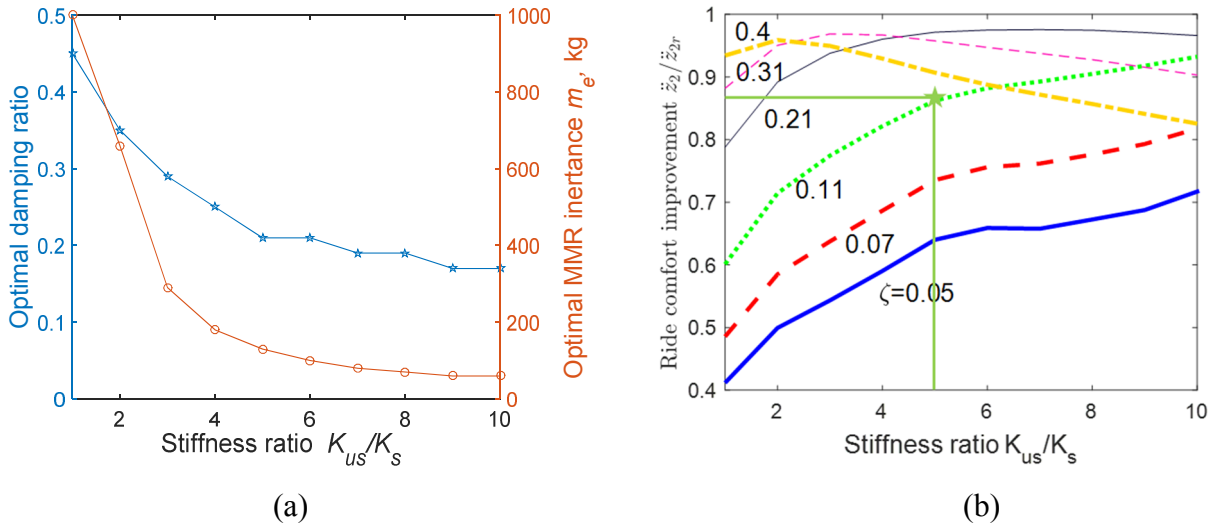 0.5
0.4
0.3
0.2
0.1
0
Optimal damping ratio
1000
800
600
400
200
0
Optimal MMR inertance mₑ, kg
2 4 6 8 10
Stiffness ratio K_us/K_s
(a)
1
0.9
0.8
0.7
0.6
0.5
0.4
Ride comfort improvement z̈₂/z̈₂ᵣ
0.4
0.31
0.21
0.11
0.07
ζ=0.05
2 4 6 8 10
Stiffness ratio K_us/K_s
(b)